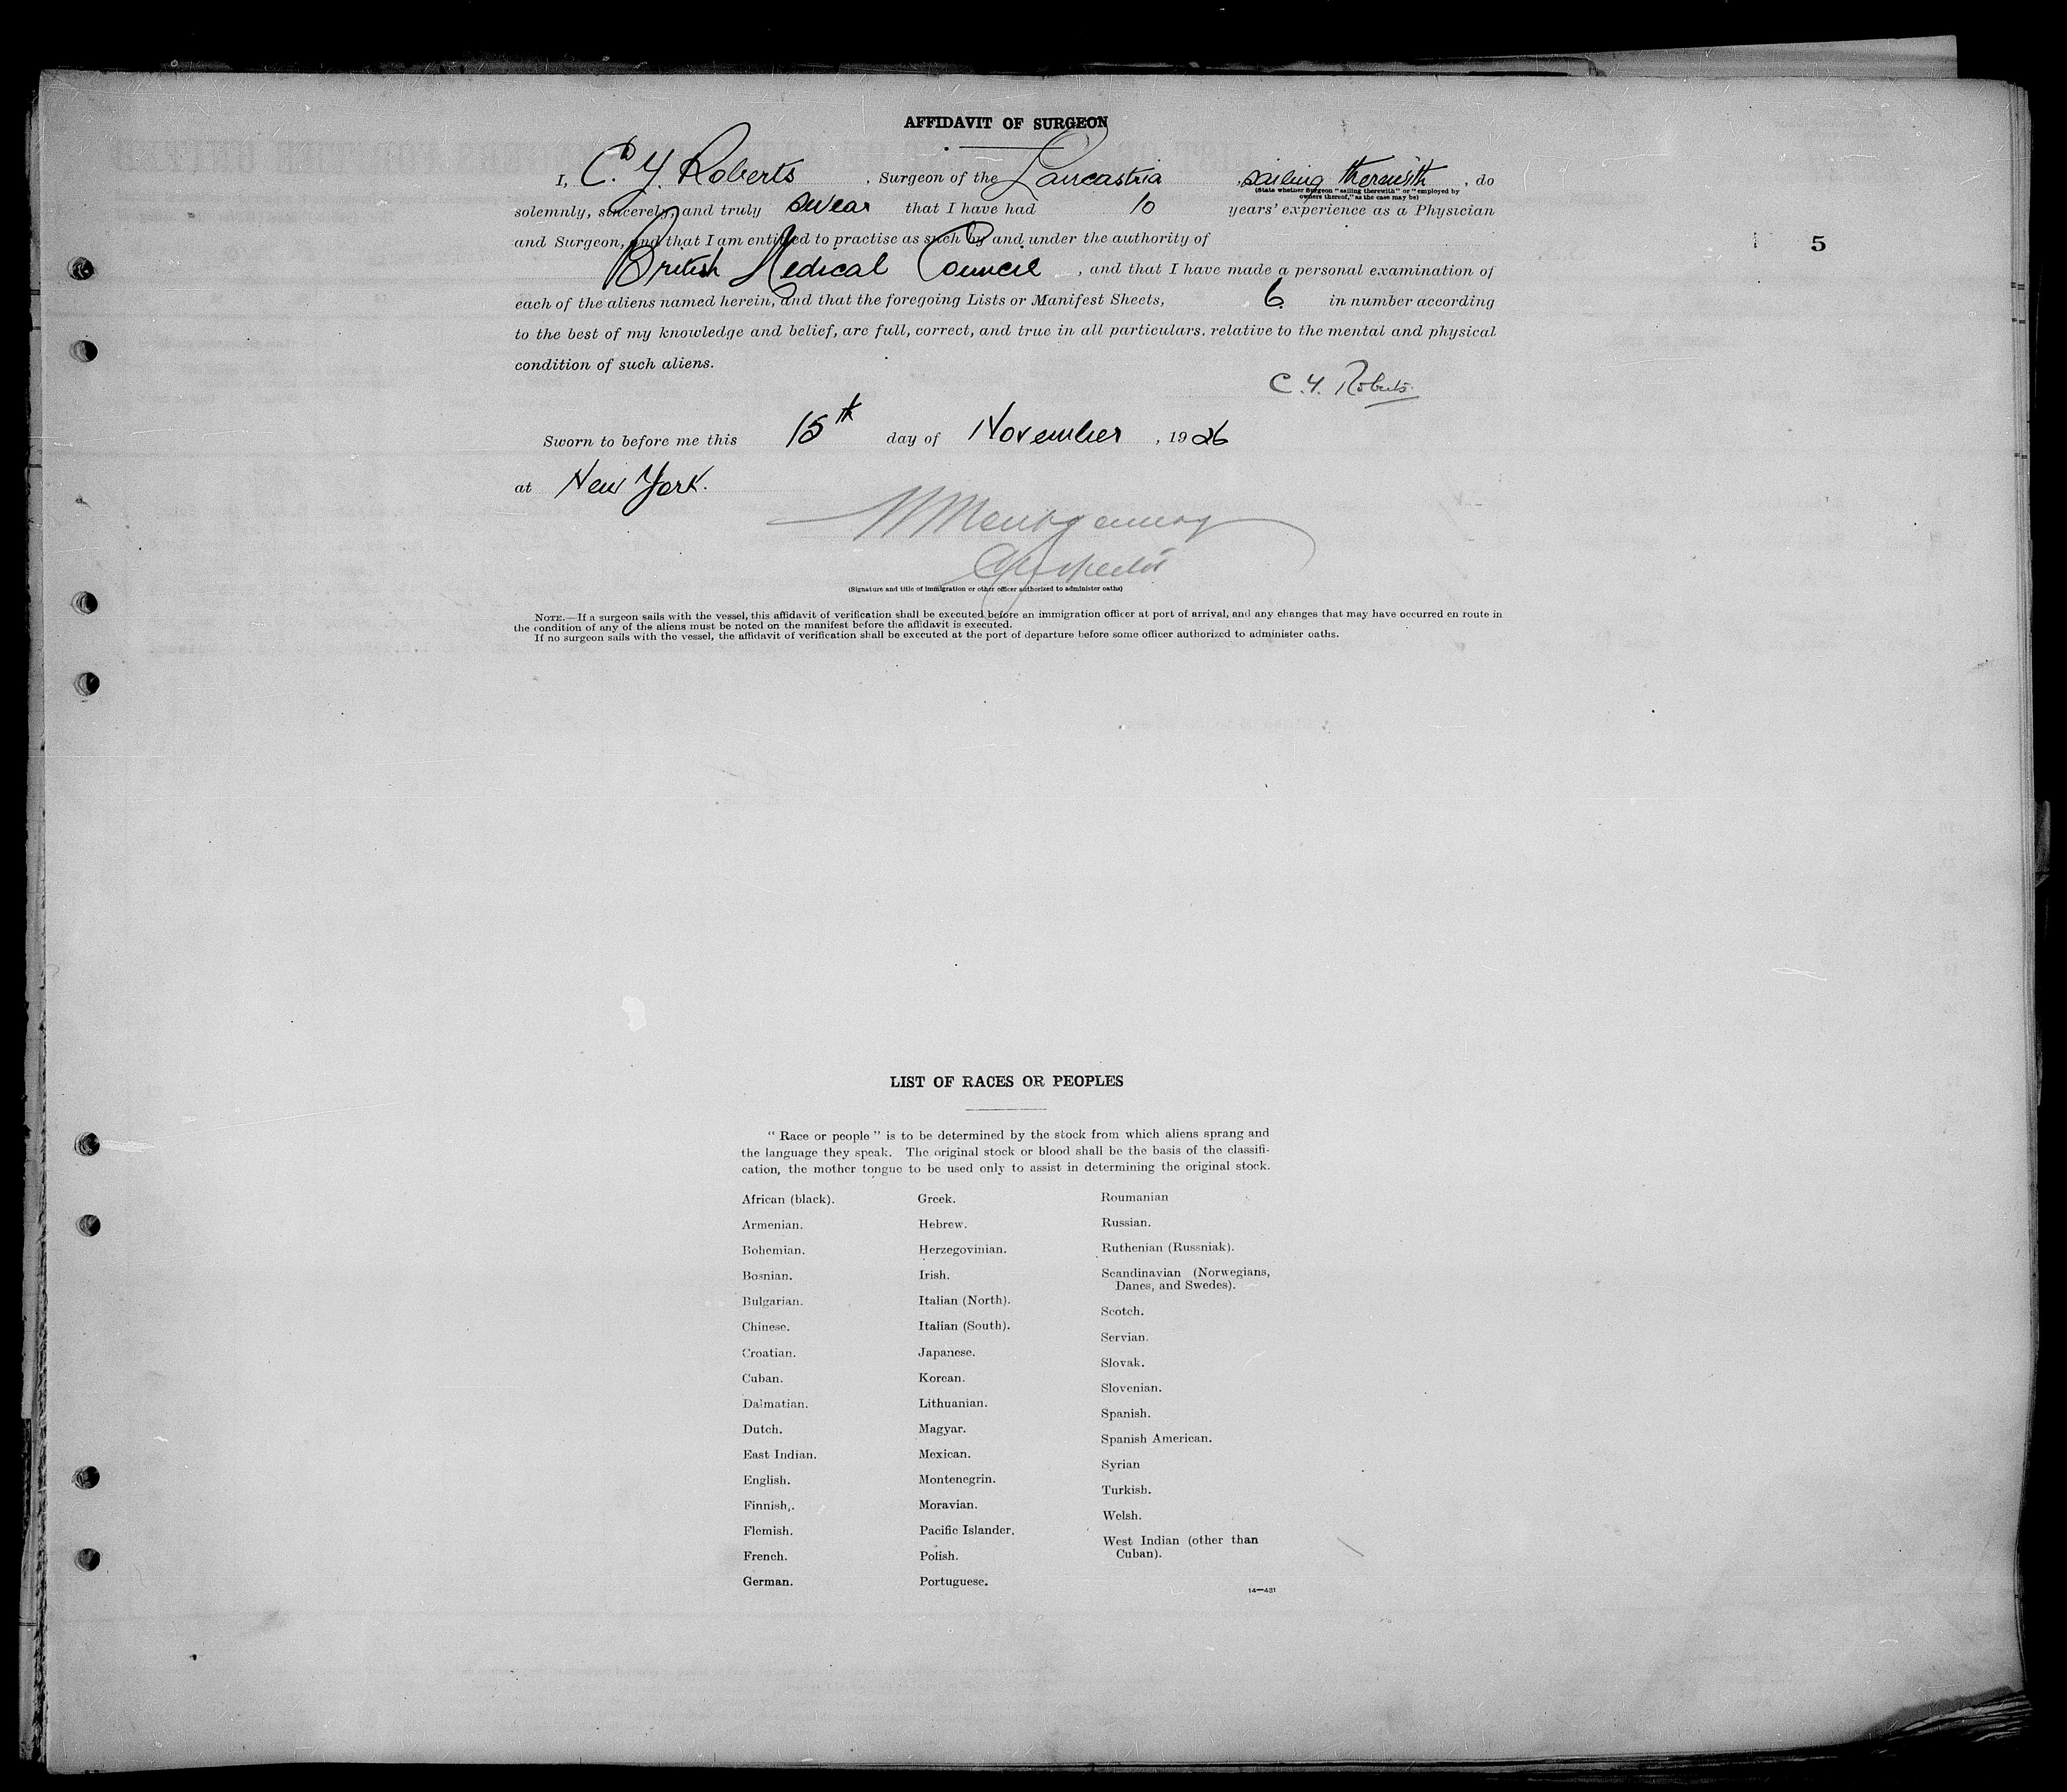 AFFIDAVIT OF SURGEON
I, C. Y. Roberts, Surgeon of the Lancastria, sailing therewith, do
(State whether Surgeon "sailing therewith" or "employed by
owners thereof," as the case may be)
solemnly, sincerely, and truly swear that I have had 10 years' experience as a Physician
and Surgeon, and that I am entitled to practise as such by and under the authority of
5
British Medical Council, and that I have made a personal examination of
each of the aliens named herein, and that the foregoing Lists or Manifest Sheets, 6 in number according
to the best of my knowledge and belief, are full, correct, and true in all particulars. relative to the mental and physical
condition of such aliens.
C. Y. Roberts
Sworn to before me this 15th day of November, 1926
at New York.
Montgomery
Inspector
(Signature and title of immigration or other officer authorized to administer oaths)
NOTE.—If a surgeon sails with the vessel, this affidavit of verification shall be executed before an immigration officer at port of arrival, and any changes that may have occurred en route in
the condition of any of the aliens must be noted on the manifest before the affidavit is executed.
If no surgeon sails with the vessel, the affidavit of verification shall be executed at the port of departure before some officer authorized to administer oaths.
LIST OF RACES OR PEOPLES
"Race or people" is to be determined by the stock from which aliens sprang and
the language they speak. The original stock or blood shall be the basis of the classifi-
cation, the mother tongue to be used only to assist in determining the original stock.
African (black).
Armenian.
Bohemian.
Bosnian.
Bulgarian.
Chinese.
Croatian.
Cuban.
Dalmatian.
Dutch.
East Indian.
English.
Finnish.
Flemish.
French.
German.
Greek.
Hebrew.
Herzegovinian.
Irish.
Italian (North).
Italian (South).
Japanese.
Korean.
Lithuanian.
Magyar.
Mexican.
Montenegrin.
Moravian.
Pacific Islander.
Polish.
Portuguese.
Roumanian
Russian.
Ruthenian (Russniak).
Scandinavian (Norwegians,
Danes, and Swedes).
Scotch.
Servian.
Slovak.
Slovenian.
Spanish.
Spanish American.
Syrian
Turkish.
Welsh.
West Indian (other than
Cuban).
14—431